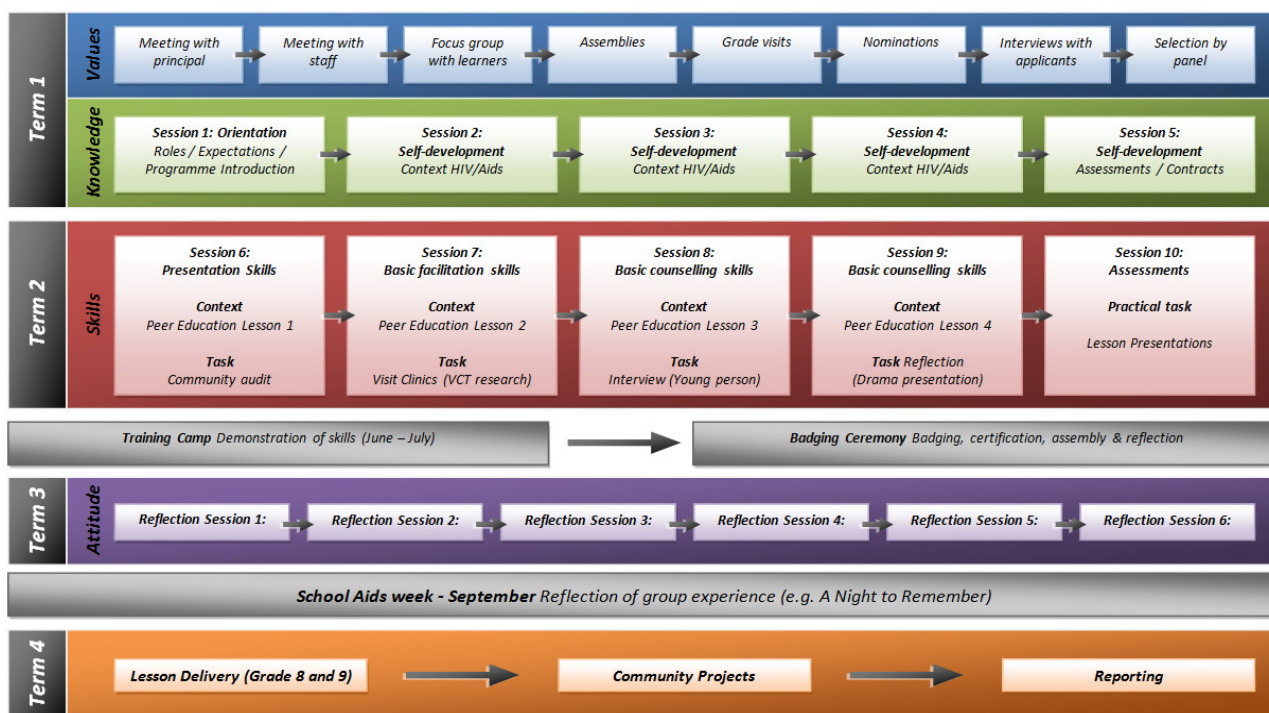 Term 1
Values
Meeting with
principal
Meeting with
staff
Focus group
with learners
Assemblies
Grade visits
Nominations
Interviews with
applicants
Selection by
panel
Knowledge
Session 1: Orientation
Roles / Expectations /
Programme Introduction
Session 2:
Self-development
Context HIV/Aids
Session 3:
Self-development
Context HIV/Aids
Session 4:
Self-development
Context HIV/Aids
Session 5:
Self-development
Assessments / Contracts
Term 2
Skills
Session 6:
Presentation Skills
Context
Peer Education Lesson 1
Task
Community audit
Session 7:
Basic facilitation skills
Context
Peer Education Lesson 2
Task
Visit Clinics (VCT research)
Session 8:
Basic counselling skills
Context
Peer Education Lesson 3
Task
Interview (Young person)
Session 9:
Basic counselling skills
Context
Peer Education Lesson 4
Task Reflection
(Drama presentation)
Session 10:
Assessments
Practical task
Lesson Presentations
Training Camp Demonstration of skills (June – July)
Badging Ceremony Badging, certification, assembly & reflection
Term 3
Attitude
Reflection Session 1:
Reflection Session 2:
Reflection Session 3:
Reflection Session 4:
Reflection Session 5:
Reflection Session 6:
School Aids week - September Reflection of group experience (e.g. A Night to Remember)
Term 4
Lesson Delivery (Grade 8 and 9)
Community Projects
Reporting